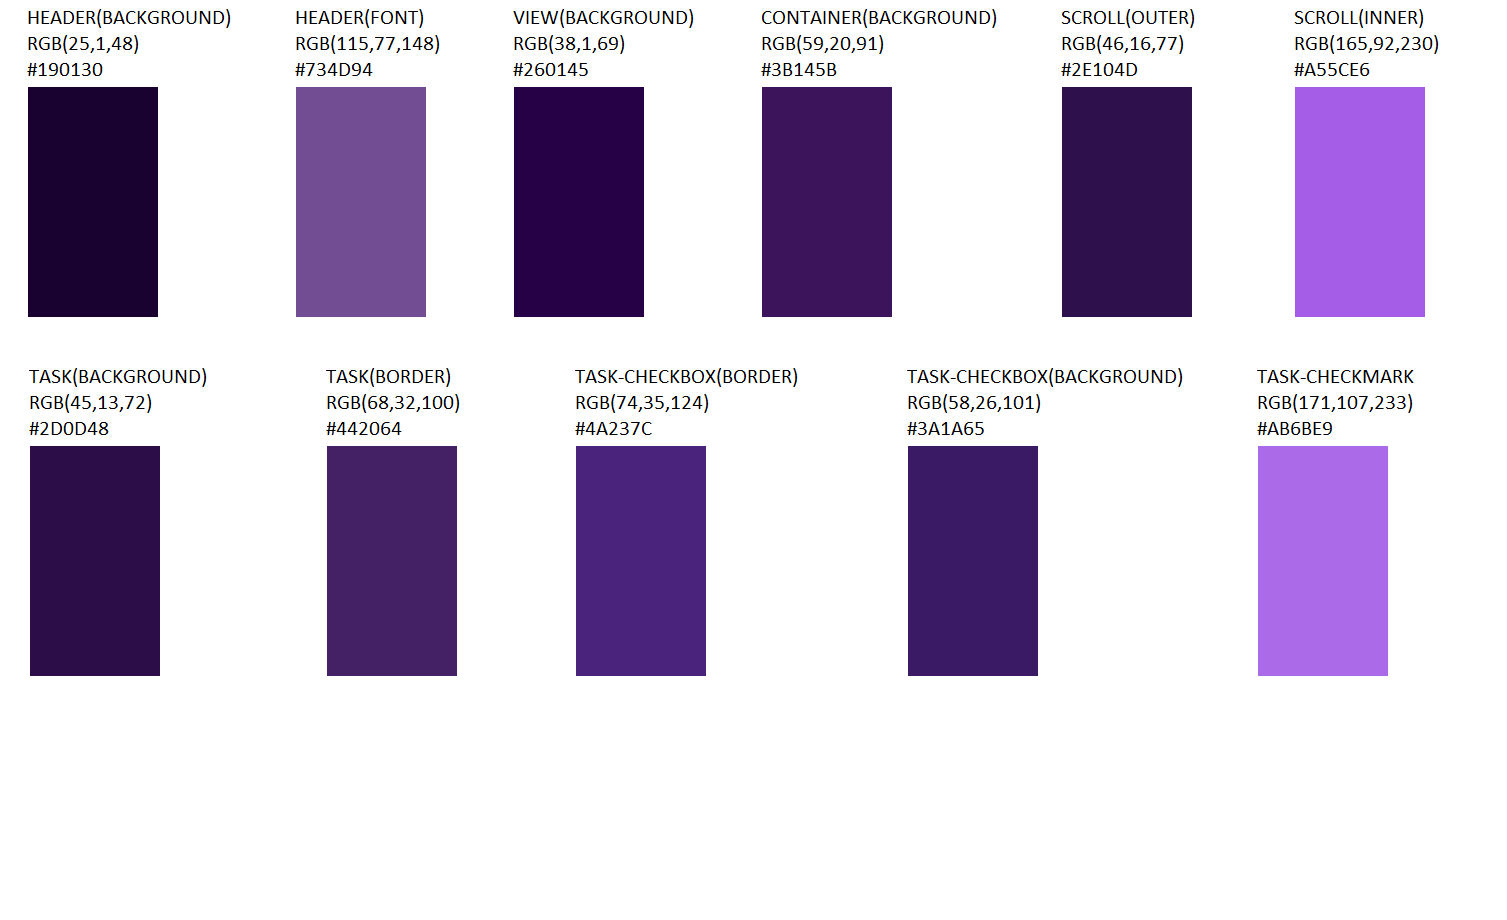 HEADER(BACKGROUND)
RGB(25,1,48)
#190130
HEADER(FONT)
RGB(115,77,148)
#734D94
VIEW(BACKGROUND)
RGB(38,1,69)
#260145
CONTAINER(BACKGROUND)
RGB(59,20,91)
#3B145B
SCROLL(OUTER)
RGB(46,16,77)
#2E104D
SCROLL(INNER)
RGB(165,92,230)
#A55CE6
TASK(BACKGROUND)
RGB(45,13,72)
#2D0D48
TASK(BORDER)
RGB(68,32,100)
#442064
TASK-CHECKBOX(BORDER)
RGB(74,35,124)
#4A237C
TASK-CHECKBOX(BACKGROUND)
RGB(58,26,101)
#3A1A65
TASK-CHECKMARK
RGB(171,107,233)
#AB6BE9